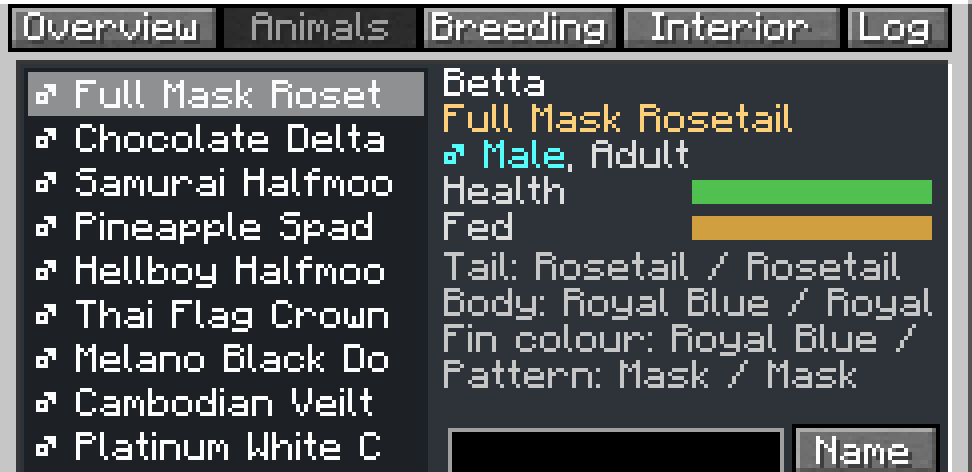 Overview Animals Breeding Interior Log
♂ Full Mask Roset
♂ Chocolate Delta
♂ Samurai Halfmoo
♂ Pineapple Spad
♂ Hellboy Halfmoo
♂ Thai Flag Crown
♂ Melano Black Do
♂ Cambodian Veilt
♂ Platinum White C
Betta
Full Mask Rosetail
♂ Male, Adult
Health
Fed
Tail: Rosetail / Rosetail
Body: Royal Blue / Royal
Fin colour: Royal Blue /
Pattern: Mask / Mask
Name